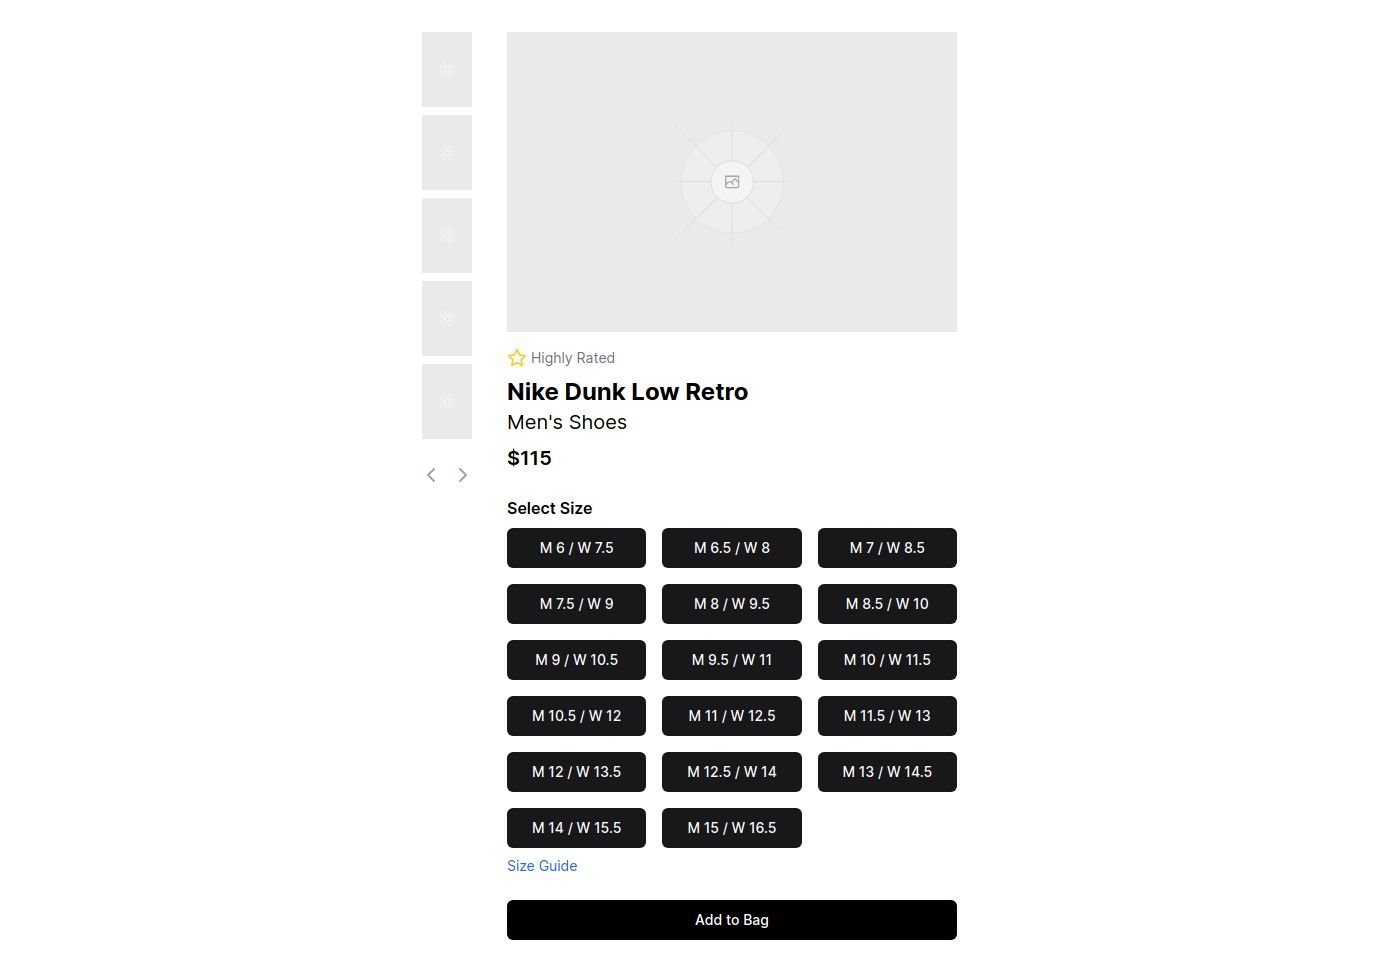 Highly Rated
Nike Dunk Low Retro
Men's Shoes
$115
Select Size
M 6 / W 7.5
M 6.5 / W 8
M 7 / W 8.5
M 7.5 / W 9
M 8 / W 9.5
M 8.5 / W 10
M 9 / W 10.5
M 9.5 / W 11
M 10 / W 11.5
M 10.5 / W 12
M 11 / W 12.5
M 11.5 / W 13
M 12 / W 13.5
M 12.5 / W 14
M 13 / W 14.5
M 14 / W 15.5
M 15 / W 16.5
Size Guide
Add to Bag